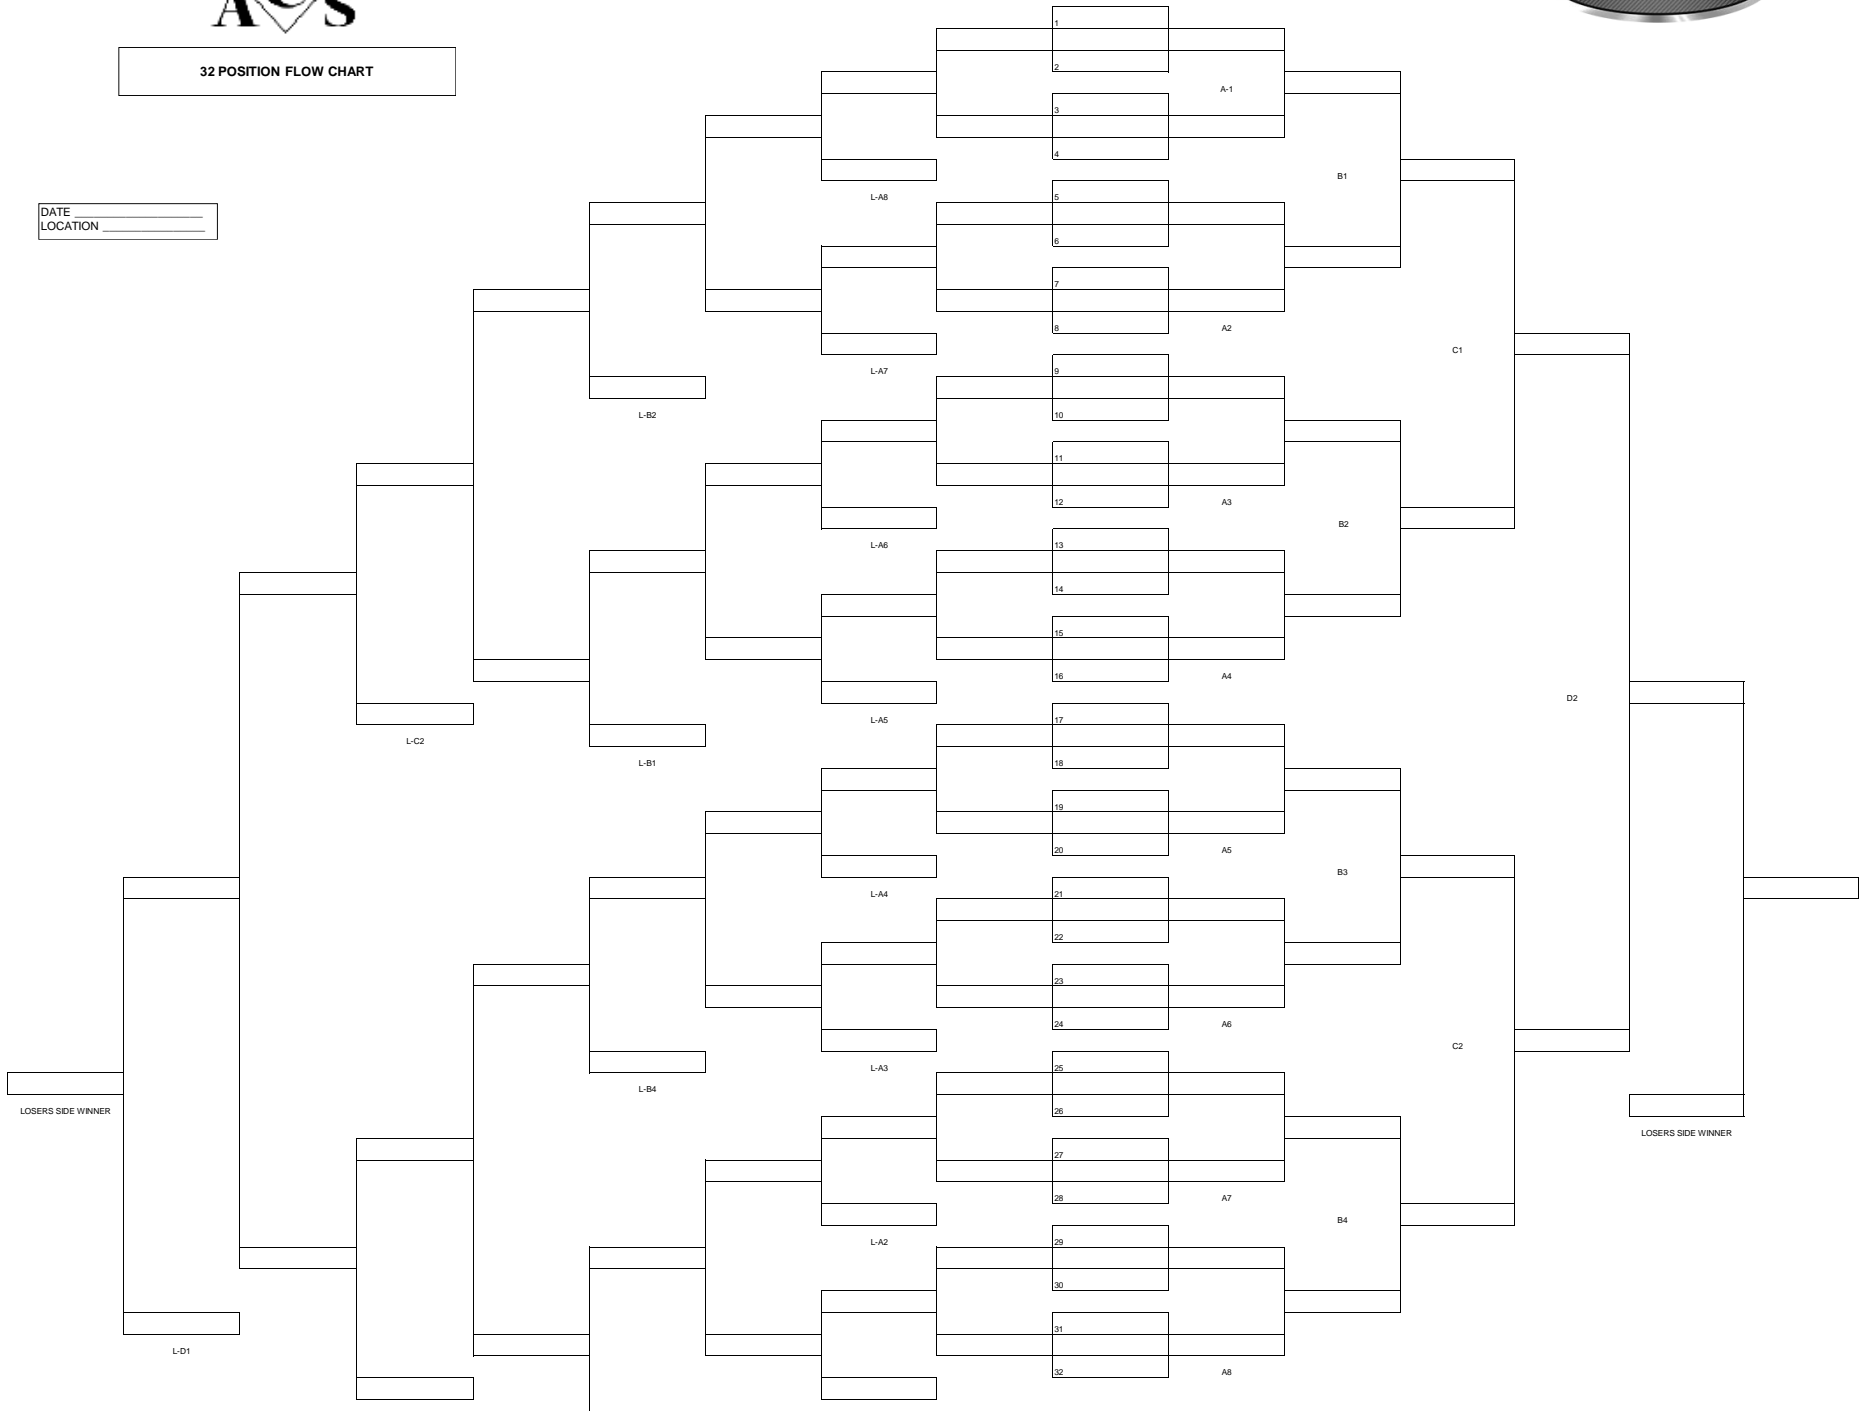 ACS
32 POSITION FLOW CHART
DATE ____________________
LOCATION ________________
1
2
A-1
3
4
B1
L-A8
5
6
7
8
A2
C1
L-A7
9
10
L-B2
11
12
A3
B2
L-A6
13
14
15
16
A4
D2
L-A5
17
L-C2
L-B1
18
19
20
A5
B3
L-A4
21
22
23
24
A6
C2
L-A3
25
L-B4
26
LOSERS SIDE WINNER
LOSERS SIDE WINNER
27
28
A7
B4
L-A2
29
30
31
L-D1
32
A8